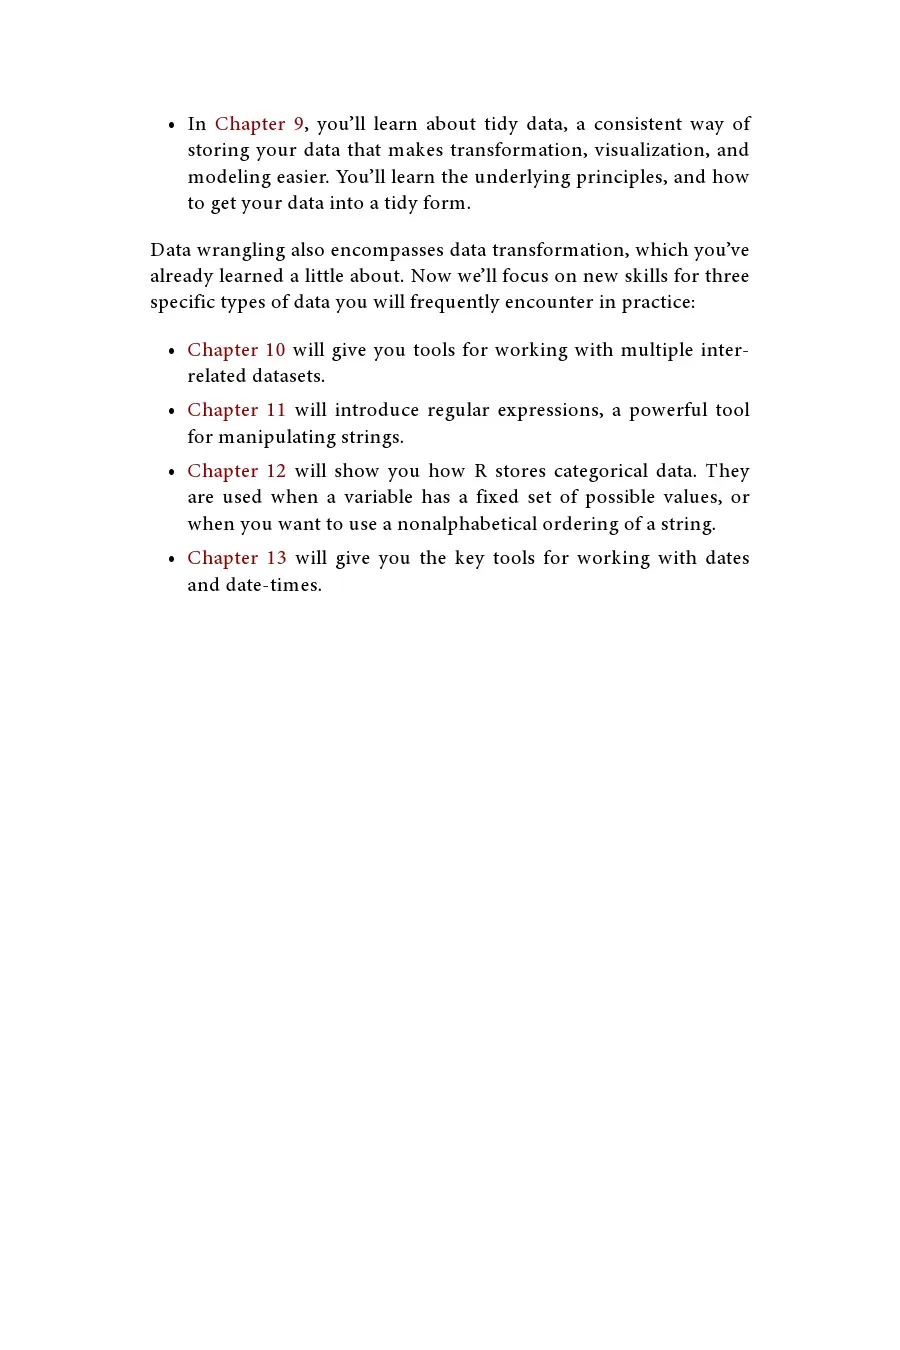 • In Chapter 9, you’ll learn about tidy data, a consistent way of
storing your data that makes transformation, visualization, and
modeling easier. You’ll learn the underlying principles, and how
to get your data into a tidy form.
Data wrangling also encompasses data transformation, which you’ve
already learned a little about. Now we’ll focus on new skills for three
specific types of data you will frequently encounter in practice:
• Chapter 10 will give you tools for working with multiple inter-
related datasets.
• Chapter 11 will introduce regular expressions, a powerful tool
for manipulating strings.
• Chapter 12 will show you how R stores categorical data. They
are used when a variable has a fixed set of possible values, or
when you want to use a nonalphabetical ordering of a string.
• Chapter 13 will give you the key tools for working with dates
and date-times.